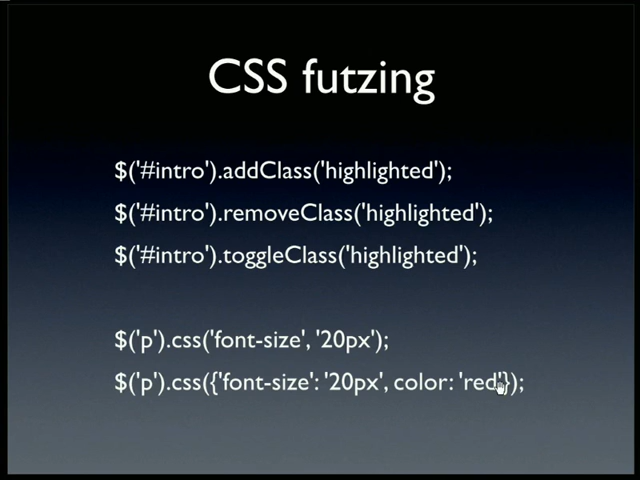 CSS futzing
$('#intro').addClass('highlighted');
$('#intro').removeClass('highlighted');
$('#intro').toggleClass('highlighted');
$('p').css('font-size', '20px');
$('p').css({'font-size': '20px', color: 'red'});